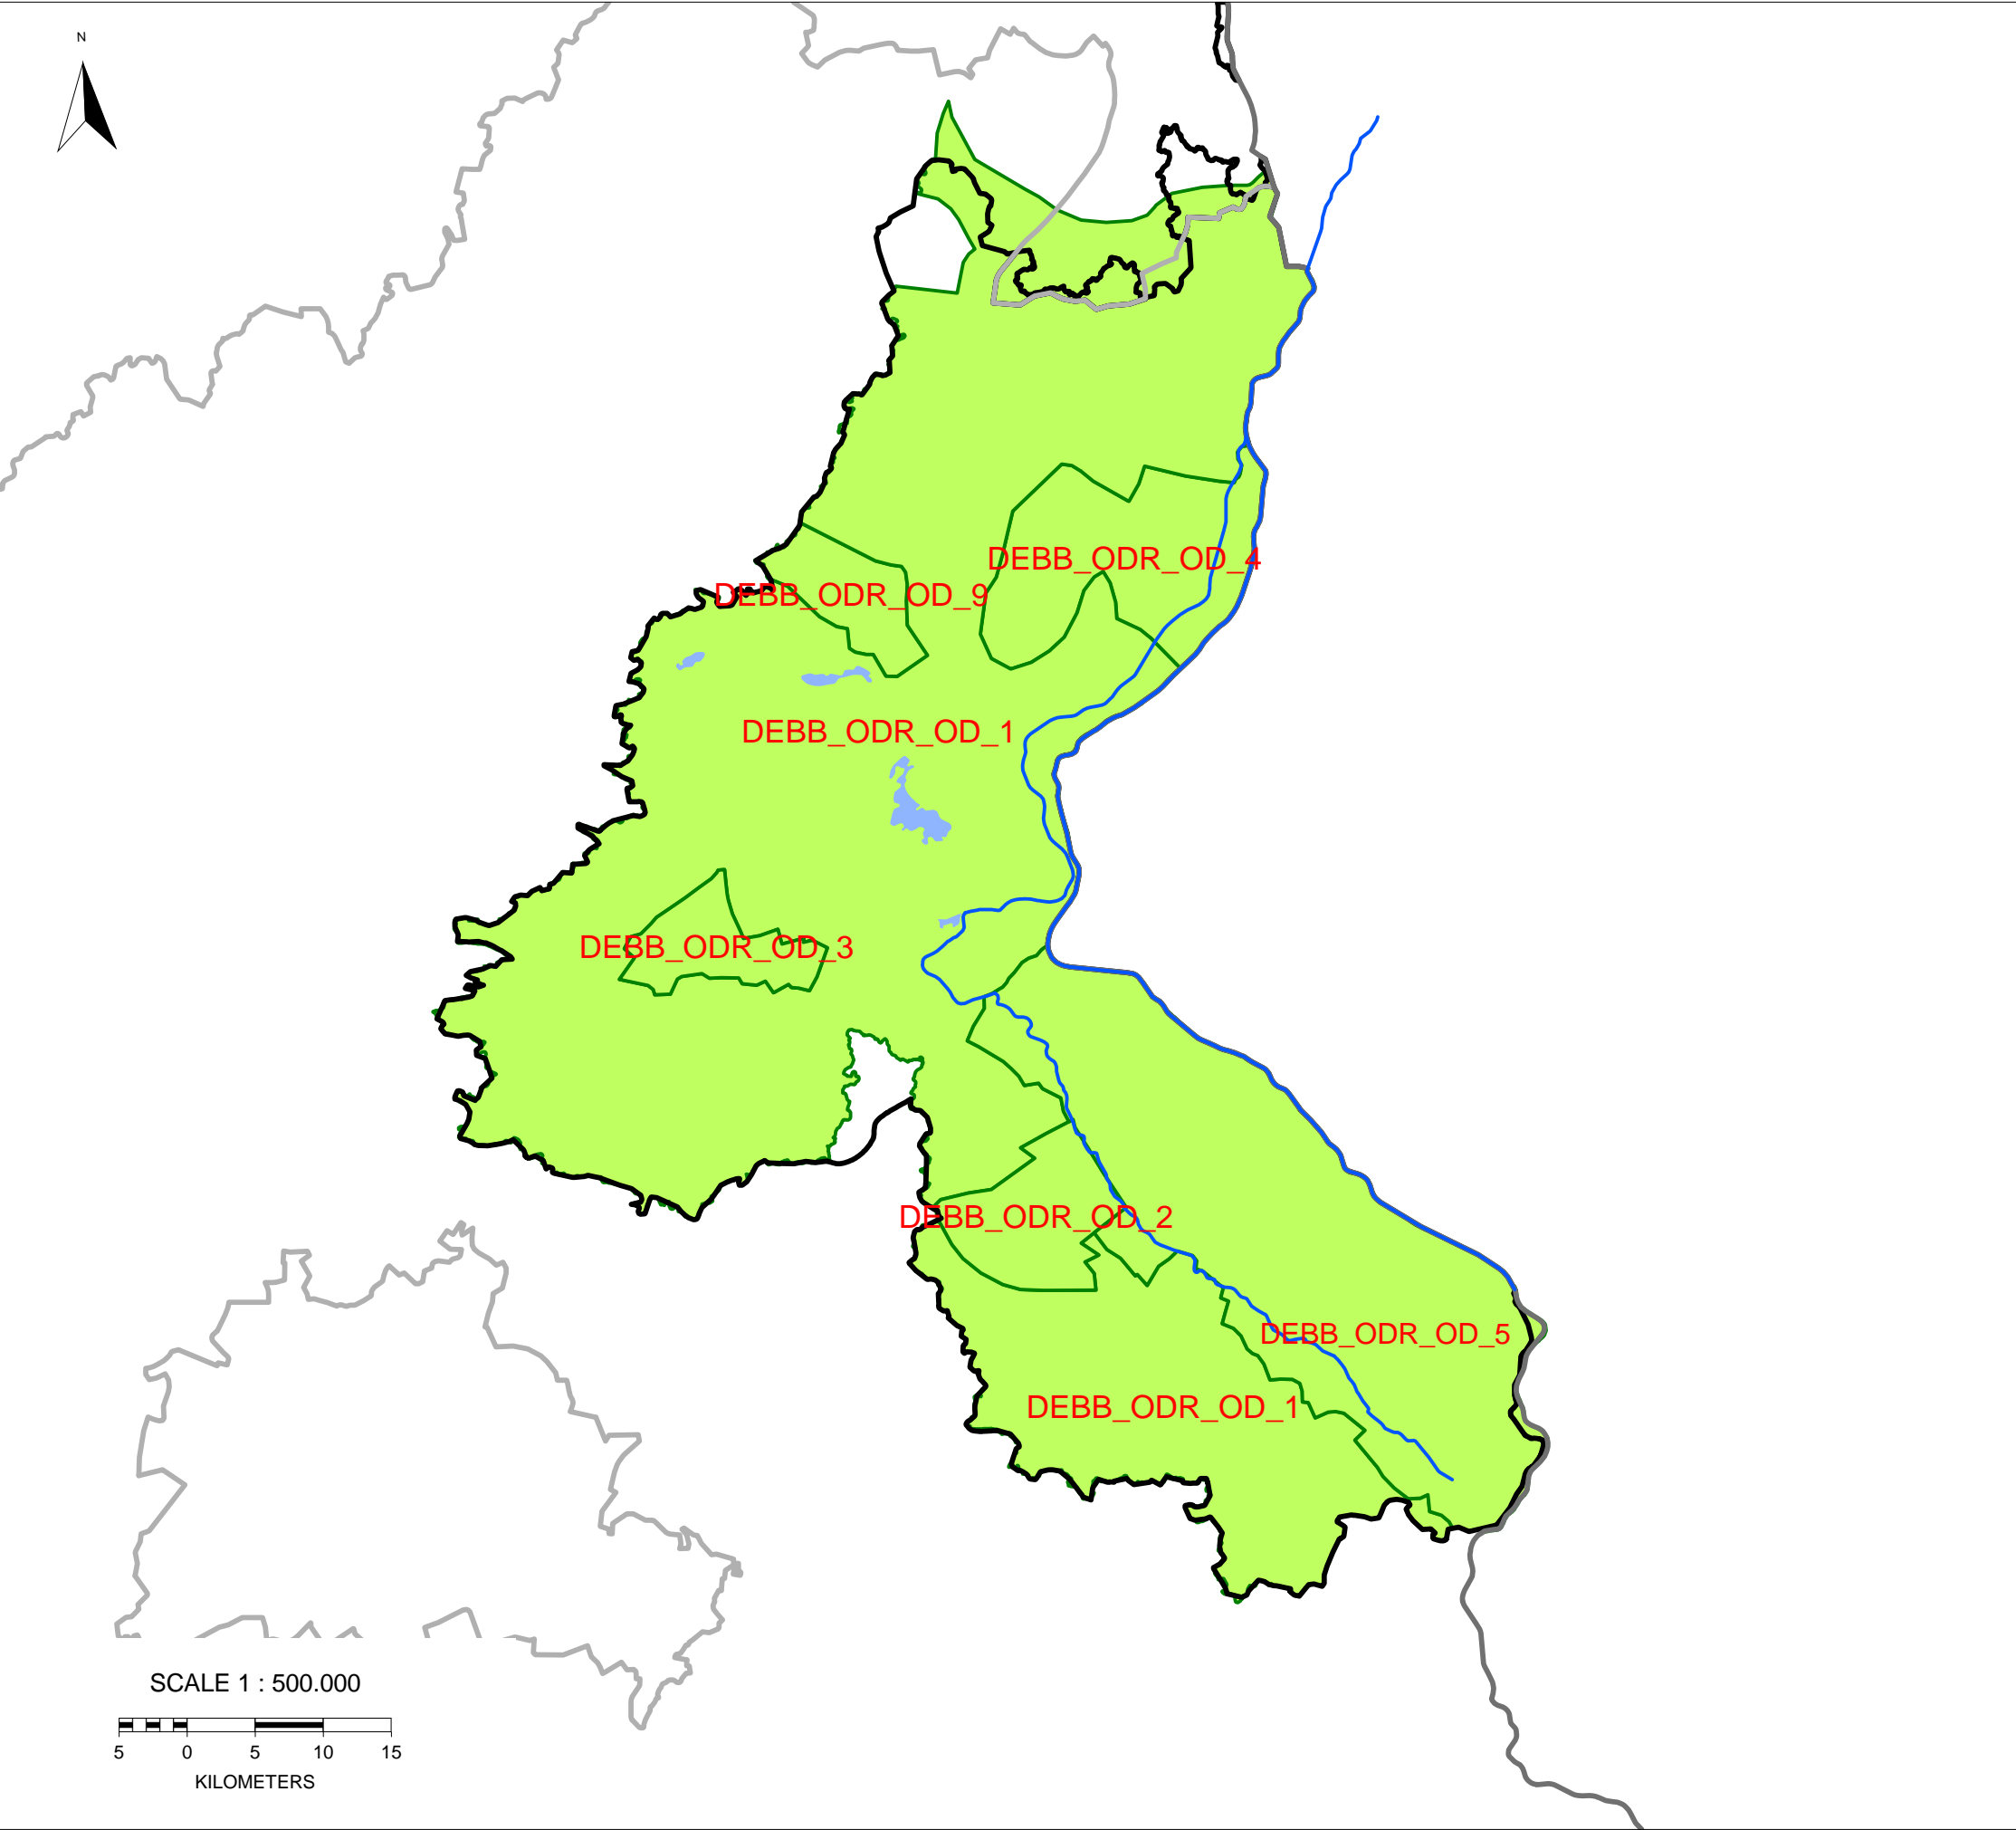 N
DEBB_ODR_OD_4
DEBB_ODR_OD_9
DEBB_ODR_OD_1
DEBB_ODR_OD_3
DEBB_ODR_OD_2
DEBB_ODR_OD_5
DEBB_ODR_OD_1
SCALE 1 : 500.000
5 0 5 10 15
KILOMETERS